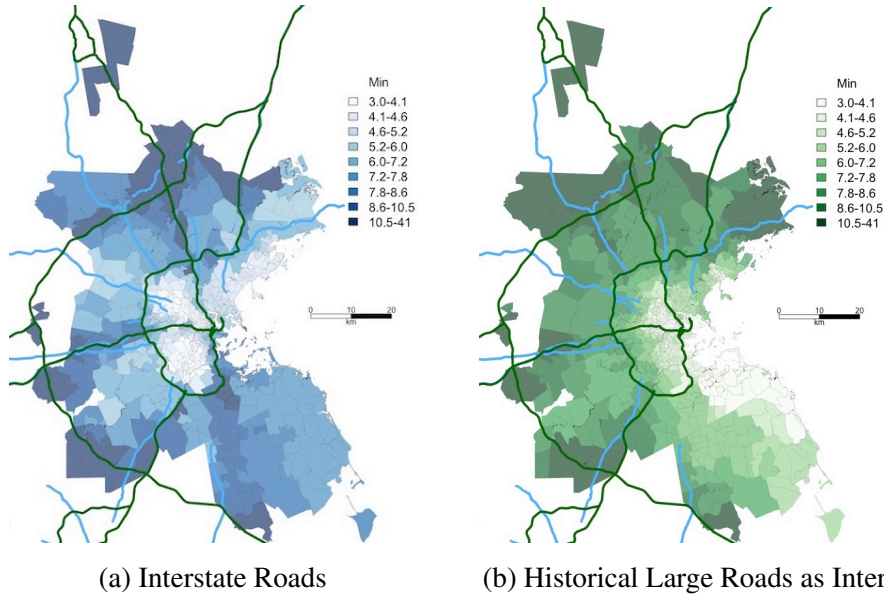 Min
3.0-4.1
4.1-4.6
4.6-5.2
5.2-6.0
6.0-7.2
7.2-7.8
7.8-8.6
8.6-10.5
10.5-41
0 10 20
km
(a) Interstate Roads
Min
3.0-4.1
4.1-4.6
4.6-5.2
5.2-6.0
6.0-7.2
7.2-7.8
7.8-8.6
8.6-10.5
10.5-41
0 10 20
km
(b) Historical Large Roads as Inter